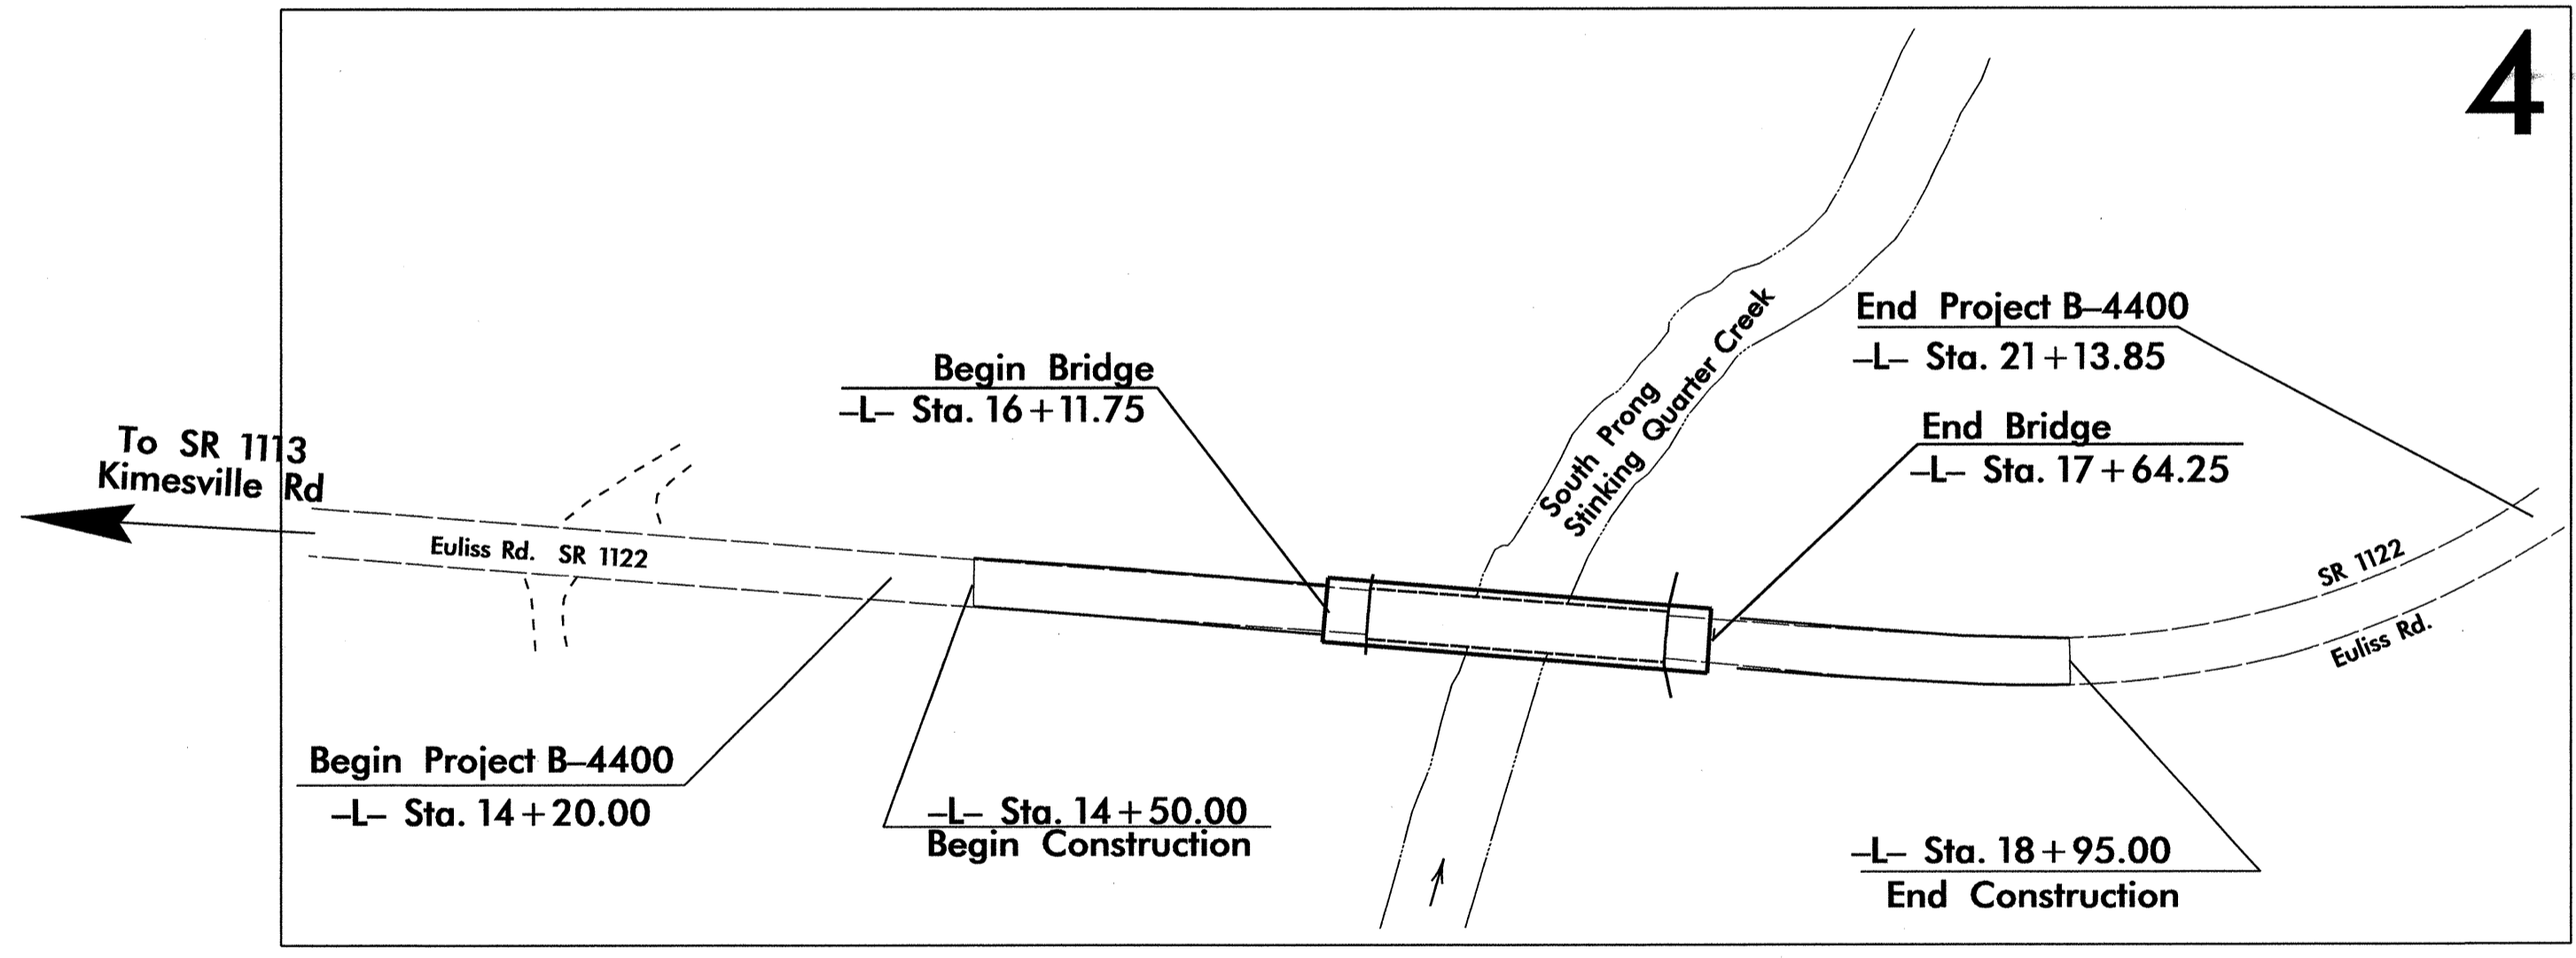 4
End Project B–4400
–L– Sta. 21+13.85
Begin Bridge
–L– Sta. 16+11.75
End Bridge
–L– Sta. 17+64.25
To SR 1113
Kimesville Rd
South Prong
Stinking Quarter Creek
Euliss Rd. SR 1122
SR 1122
Euliss Rd.
Begin Project B–4400
–L– Sta. 14+20.00
–L– Sta. 14+50.00
Begin Construction
–L– Sta. 18+95.00
End Construction